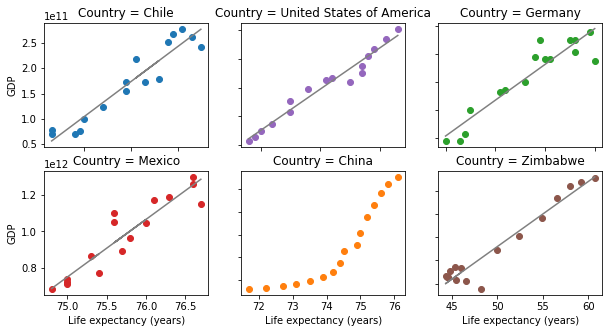 Country = Chile
Country = United States of America
Country = Germany
1e11
2.5
2.0
1.5
1.0
0.5
GDP
Country = Mexico
Country = China
Country = Zimbabwe
1e12
1.2
1.0
0.8
GDP
75.0 75.5 76.0 76.5
72 73 74 75 76
45 50 55 60
Life expectancy (years)
Life expectancy (years)
Life expectancy (years)